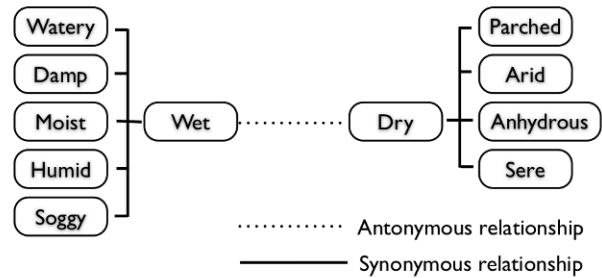 Watery
Damp
Moist
Humid
Soggy
Wet
Dry
Parched
Arid
Anhydrous
Sere
Antonymous relationship
Synonymous relationship